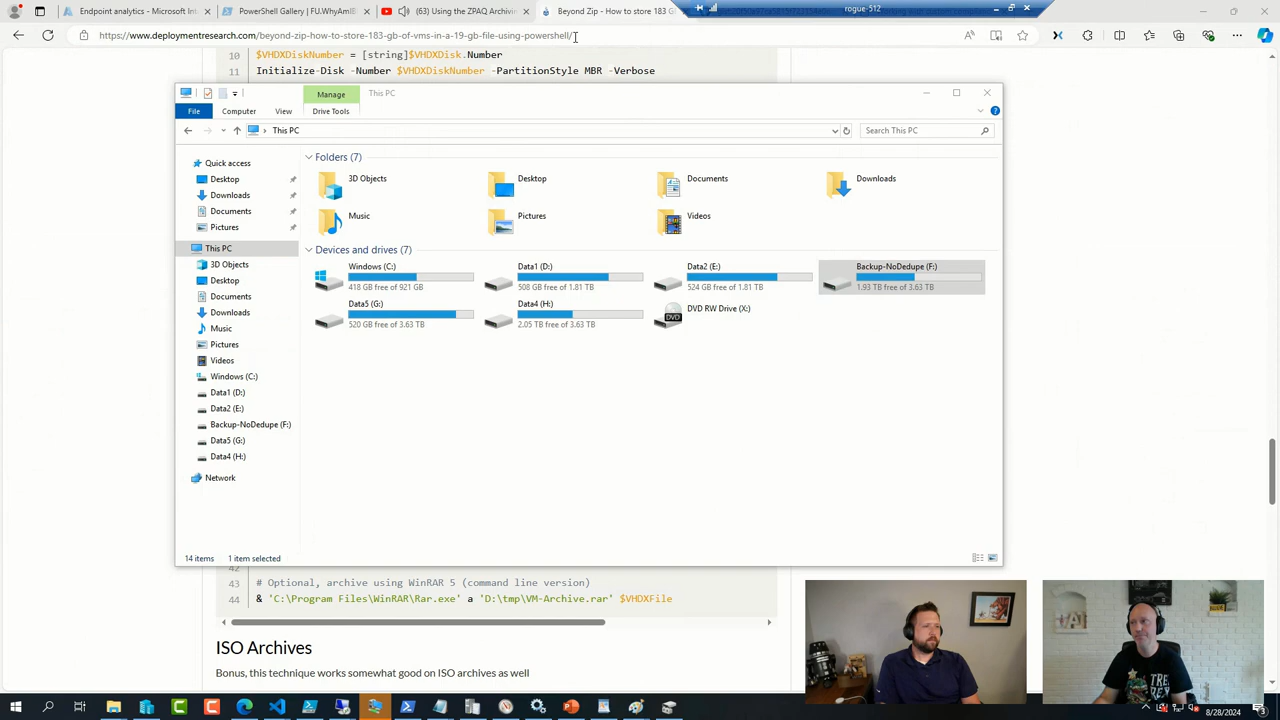 Endpoint analytics - Microsoft In
PowerShell Gallery | FU.WhyAmIB
(63) Using the ZPAQ Archivin
Beyond Zip - How to store 183 G
rogue-512
https://www.deploymentresearch.com/beyond-zip-how-to-store-183-gb-of-vms-in-a-19-gb-file-using-powershell/
10 $VHDXDiskNumber = [string]$VHDXDisk.Number
11 Initialize-Disk -Number $VHDXDiskNumber -PartitionStyle MBR -Verbose
Manage
This PC
File
Computer
View
Drive Tools
This PC
Search This PC
Quick access
Desktop
Downloads
Documents
Pictures
This PC
3D Objects
Desktop
Documents
Downloads
Music
Pictures
Videos
Windows (C:)
Data1 (D:)
Data2 (E:)
Backup-NoDedupe (F:)
Data5 (G:)
Data4 (H:)
Network
Folders (7)
3D Objects
Desktop
Documents
Downloads
Music
Pictures
Videos
Devices and drives (7)
Windows (C:)
418 GB free of 921 GB
Data1 (D:)
508 GB free of 1.81 TB
Data2 (E:)
524 GB free of 1.81 TB
Backup-NoDedupe (F:)
1.93 TB free of 3.63 TB
Data5 (G:)
520 GB free of 3.63 TB
Data4 (H:)
2.05 TB free of 3.63 TB
DVD RW Drive (X:)
DVD
14 items
1 item selected
42
43 # Optional, archive using WinRAR 5 (command line version)
44 & 'C:\Program Files\WinRAR\Rar.exe' a 'D:\tmp\VM-Archive.rar' $VHDXFile
ISO Archives
Bonus, this technique works somewhat good on ISO archives as well
8/28/2024